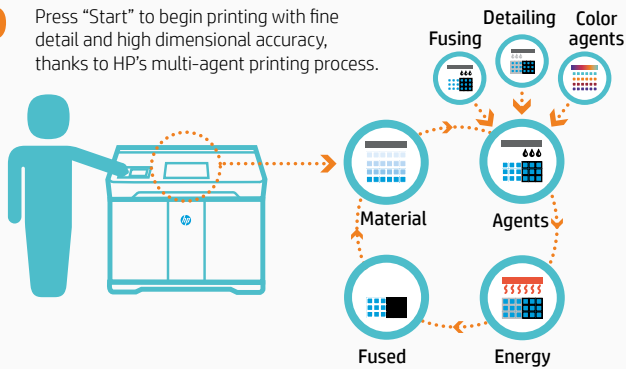 Press “Start” to begin printing with fine
detail and high dimensional accuracy,
thanks to HP’s multi-agent printing process.
Detailing
Color
agents
Fusing
Material
Agents
hp
Fused
Energy